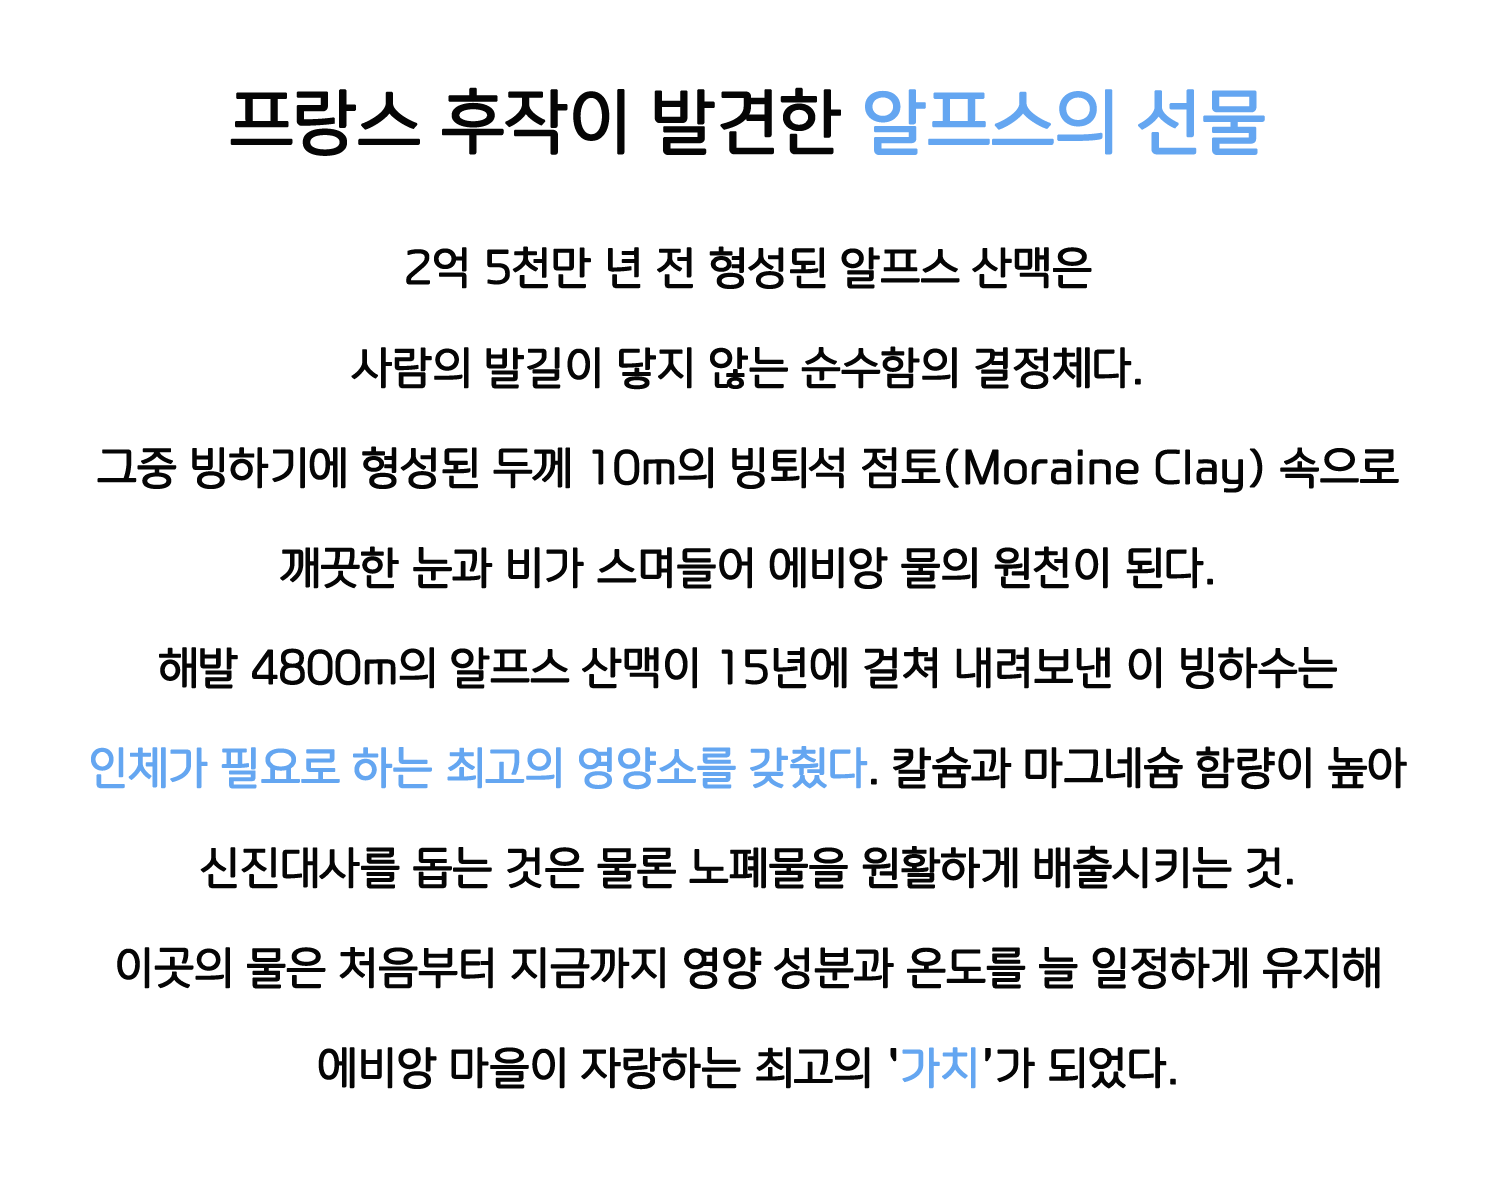 프랑스 후작이 발견한 알프스의 선물
2억 5천만 년 전 형성된 알프스 산맥은
사람의 발길이 닿지 않는 순수함의 결정체다.
그중 빙하기에 형성된 두께 10m의 빙퇴석 점토(Moraine Clay) 속으로
깨끗한 눈과 비가 스며들어 에비앙 물의 원천이 된다.
해발 4800m의 알프스 산맥이 15년에 걸쳐 내려보낸 이 빙하수는
인체가 필요로 하는 최고의 영양소를 갖췄다. 칼슘과 마그네슘 함량이 높아
신진대사를 돕는 것은 물론 노폐물을 원활하게 배출시키는 것.
이곳의 물은 처음부터 지금까지 영양 성분과 온도를 늘 일정하게 유지해
에비앙 마을이 자랑하는 최고의 '가치'가 되었다.